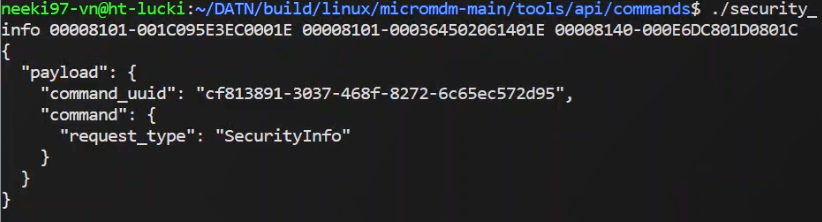 neeki97-vn@ht-lucki:~/DATN/build/linux/micromdm-main/tools/api/commands$ ./security_
info 00008101-001C095E3EC0001E 00008101-000364502061401E 00008140-000E6DC801D0801C
{
  "payload": {
    "command_uuid": "cf813891-3037-468f-8272-6c65ec572d95",
    "command": {
      "request_type": "SecurityInfo"
    }
  }
}